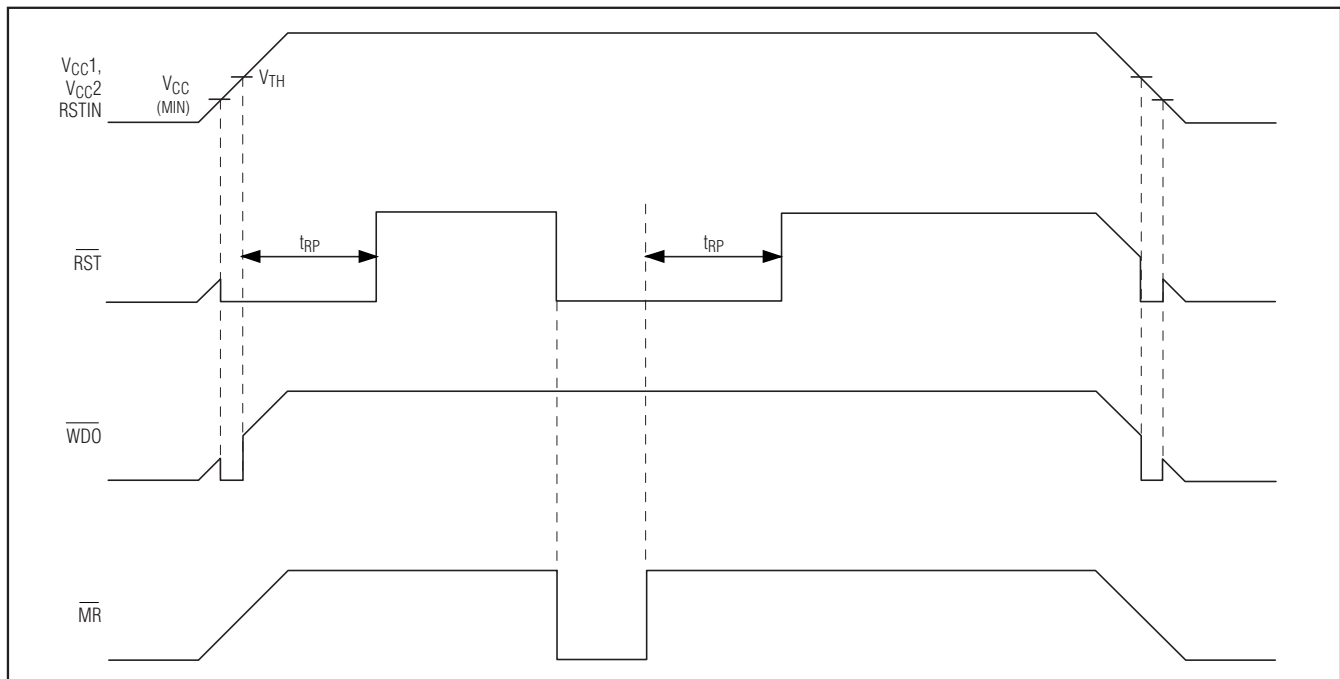 VCC1,
VCC2
RSTIN
VCC
(MIN)
VTH
RST
tRP
tRP
WDO
MR